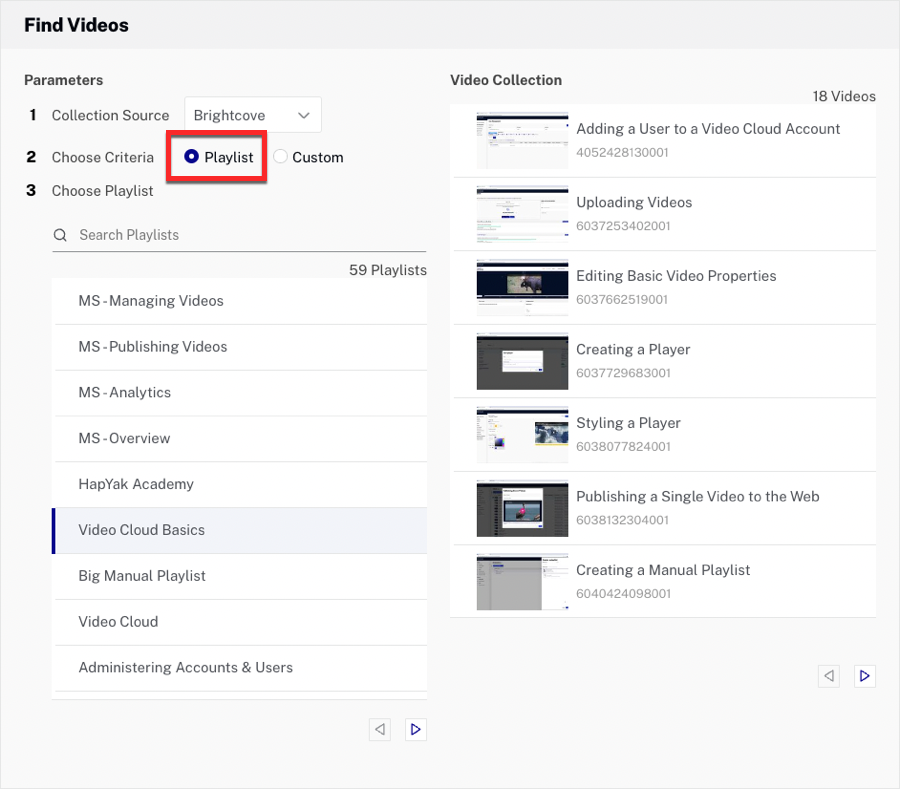 Find Videos
Parameters
1 Collection Source Brightcove
2 Choose Criteria Playlist Custom
3 Choose Playlist
Search Playlists
59 Playlists
MS - Managing Videos
MS - Publishing Videos
MS - Analytics
MS - Overview
HapYak Academy
Video Cloud Basics
Big Manual Playlist
Video Cloud
Administering Accounts & Users
Video Collection
18 Videos
Adding a User to a Video Cloud Account
4052428130001
Uploading Videos
6037253402001
Editing Basic Video Properties
6037662519001
Creating a Player
6037729683001
Styling a Player
6038077824001
Publishing a Single Video to the Web
6038132304001
Creating a Manual Playlist
6040424098001